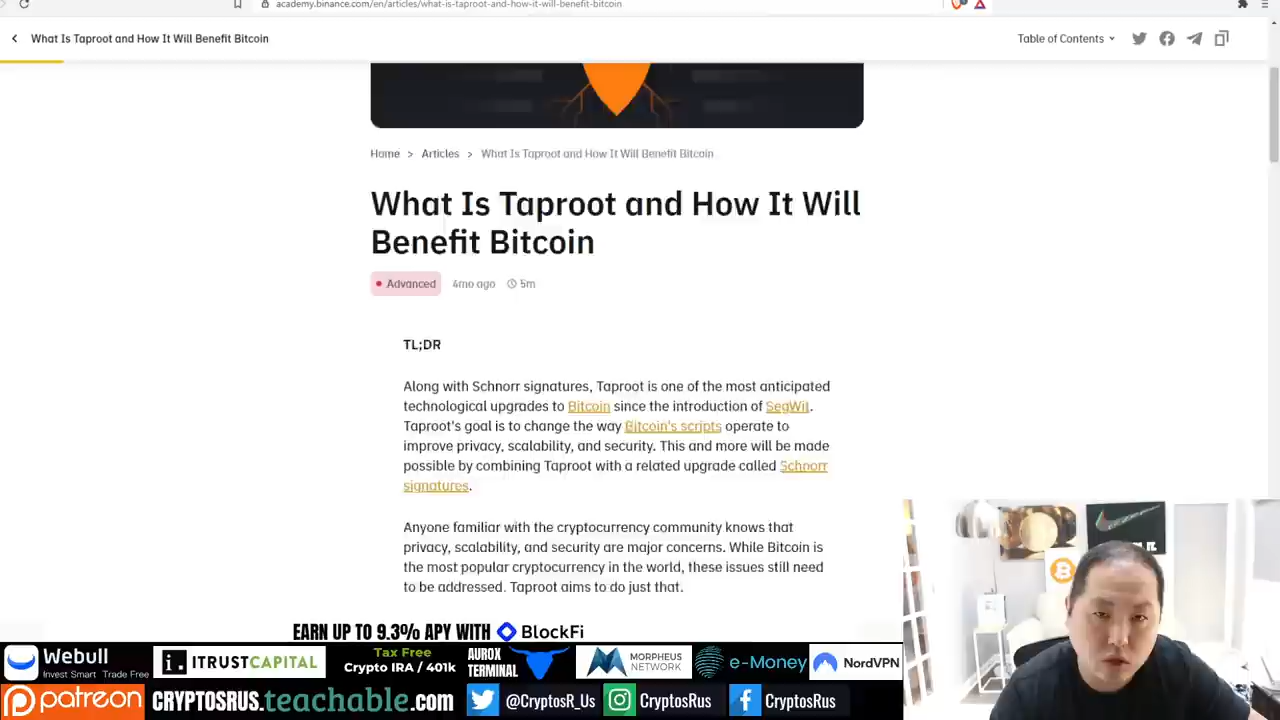 academy.binance.com/en/articles/what-is-taproot-and-how-it-will-benefit-bitcoin
What Is Taproot and How It Will Benefit Bitcoin
Table of Contents
Home > Articles > What Is Taproot and How It Will Benefit Bitcoin
What Is Taproot and How It Will
Benefit Bitcoin
Advanced 4mo ago 5m
TL;DR
Along with Schnorr signatures, Taproot is one of the most anticipated
technological upgrades to Bitcoin since the introduction of SegWit.
Taproot's goal is to change the way Bitcoin's scripts operate to
improve privacy, scalability, and security. This and more will be made
possible by combining Taproot with a related upgrade called Schnorr
signatures.
Anyone familiar with the cryptocurrency community knows that
privacy, scalability, and security are major concerns. While Bitcoin is
the most popular cryptocurrency in the world, these issues still need
to be addressed. Taproot aims to do just that.
EARN UP TO 9.3% APY WITH BlockFi
Webull
Invest Smart Trade Free
iTRUSTCAPITAL
Tax Free
Crypto IRA / 401k
AUROX
TERMINAL
MORPHEUS
NETWORK
e-Money
NordVPN
patreon
CRYPTOSRUS.teachable.com
@CryptosR_Us
CryptosRus
CryptosRus